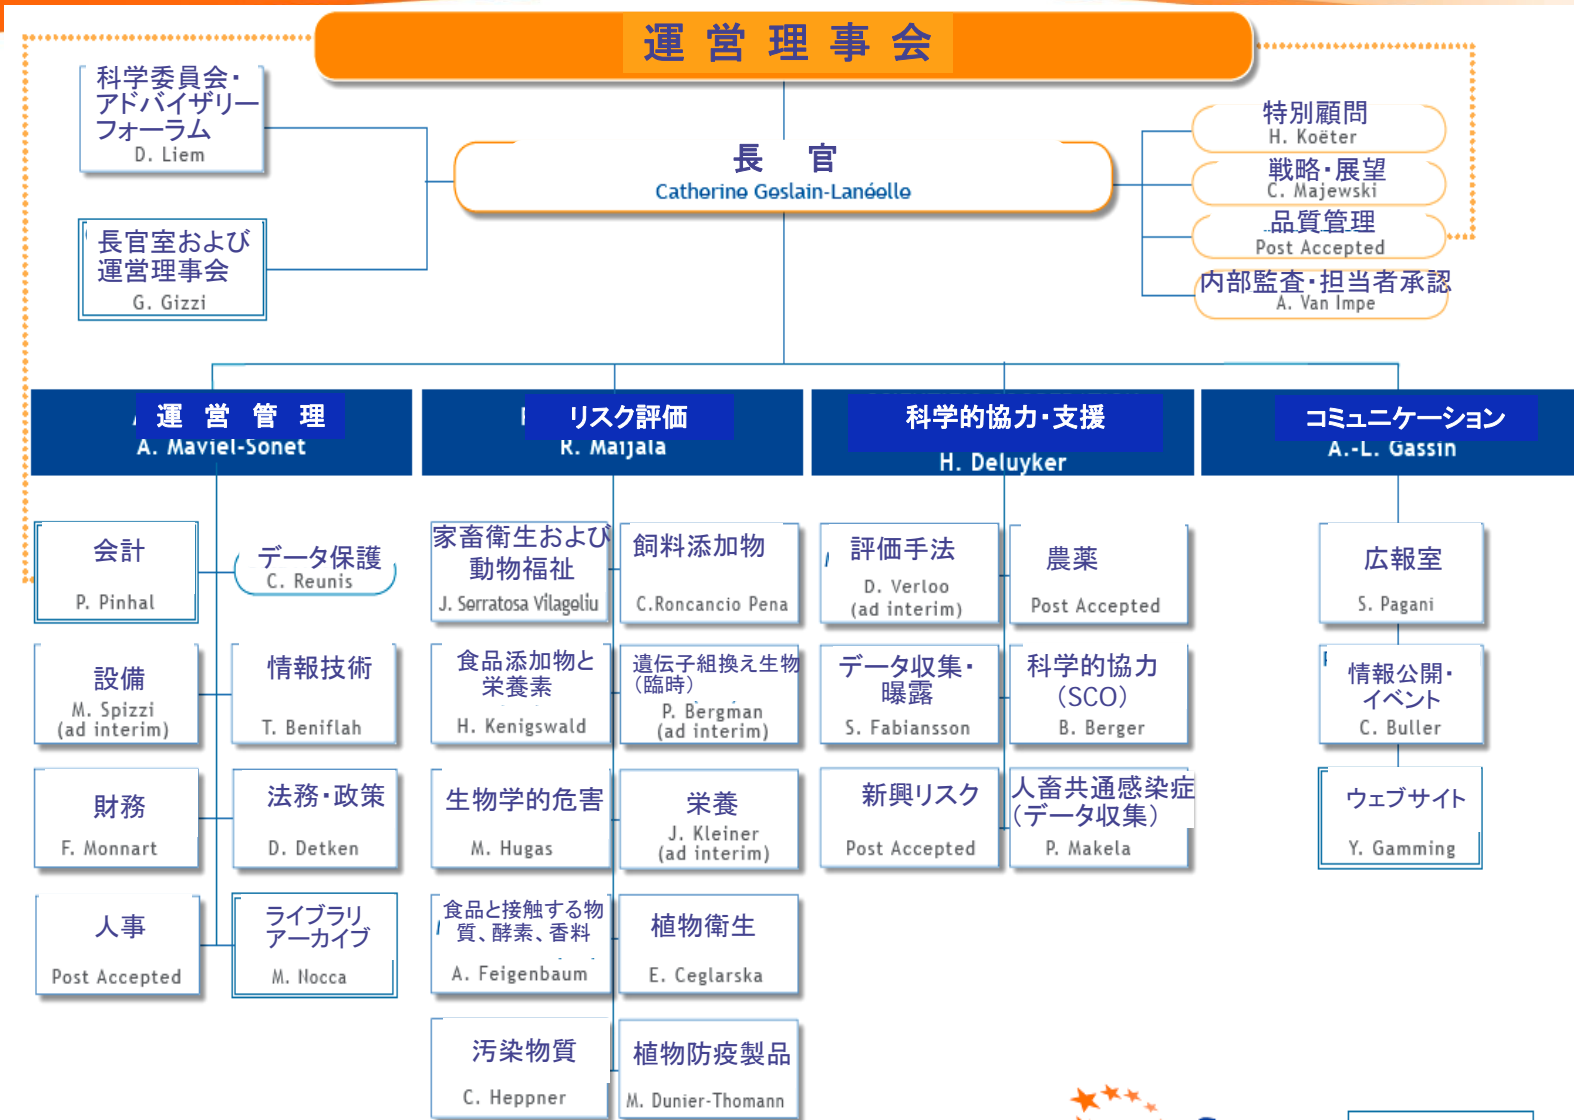 運営理事会
科学委員会・
アドバイザリー
フォーラム
D. Liem
長官
Catherine Geslain-Lanéelle
特別顧問
H. Koëter
戦略・展望
C. Majewski
品質管理
Post Accepted
内部監査・担当者承認
A. Van Impe
長官室および
運営理事会
G. Gizzi
運営管理
A. Maviel-Sonet
リスク評価
R. Maijala
科学的協力・支援
H. Deluyker
コミュニケーション
A.-L. Gassin
会計
P. Pinhal
データ保護
C. Reunis
設備
M. Spizzi
(ad interim)
情報技術
T. Beniflah
財務
F. Monnart
法務・政策
D. Detken
人事
Post Accepted
ライブラリ
アーカイブ
M. Nocca
家畜衛生および
動物福祉
J. Serratosa Vilageliu
飼料添加物
C.Roncancio Pena
食品添加物と
栄養素
H. Kenigswald
遺伝子組換え生物
（臨時）
P. Bergman
(ad interim)
生物学的危害
M. Hugas
栄養
J. Kleiner
(ad interim)
食品と接触する物
質、酵素、香料
A. Feigenbaum
植物衛生
E. Ceglarska
汚染物質
C. Heppner
植物防疫製品
M. Dunier-Thomann
評価手法
D. Verloo
(ad interim)
農薬
Post Accepted
データ収集・
曝露
S. Fabiansson
科学的協力
（SCO）
B. Berger
新興リスク
Post Accepted
人畜共通感染症
（データ収集）
P. Makela
広報室
S. Pagani
情報公開・
イベント
C. Buller
ウェブサイト
Y. Gamming